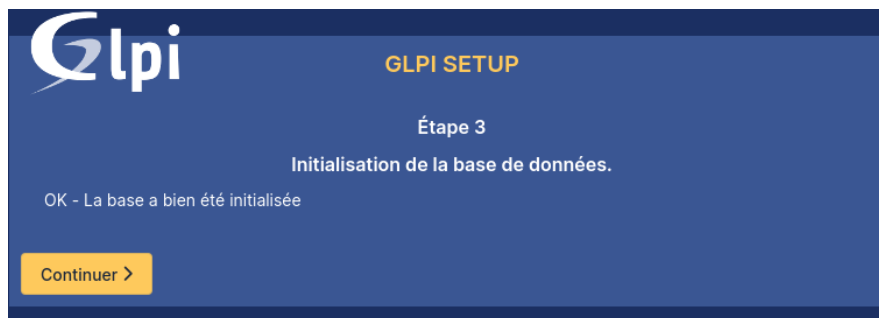 Glpi
GLPI SETUP
Étape 3
Initialisation de la base de données.
OK - La base a bien été initialisée
Continuer